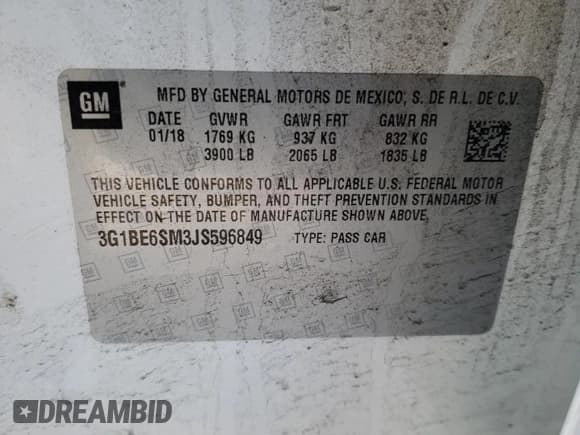 GM
MFD BY GENERAL MOTORS DE MEXICO, S. DE R.L. DE C.V.
DATE GVWR GAWR FRT GAWR RR
01/18 1769 KG 937 KG 832 KG
3900 LB 2065 LB 1835 LB
THIS VEHICLE CONFORMS TO ALL APPLICABLE U.S. FEDERAL MOTOR
VEHICLE SAFETY, BUMPER, AND THEFT PREVENTION STANDARDS IN
EFFECT ON THE DATE OF MANUFACTURE SHOWN ABOVE.
3G1BE6SM3JS596849 TYPE: PASS CAR
DREAMBID